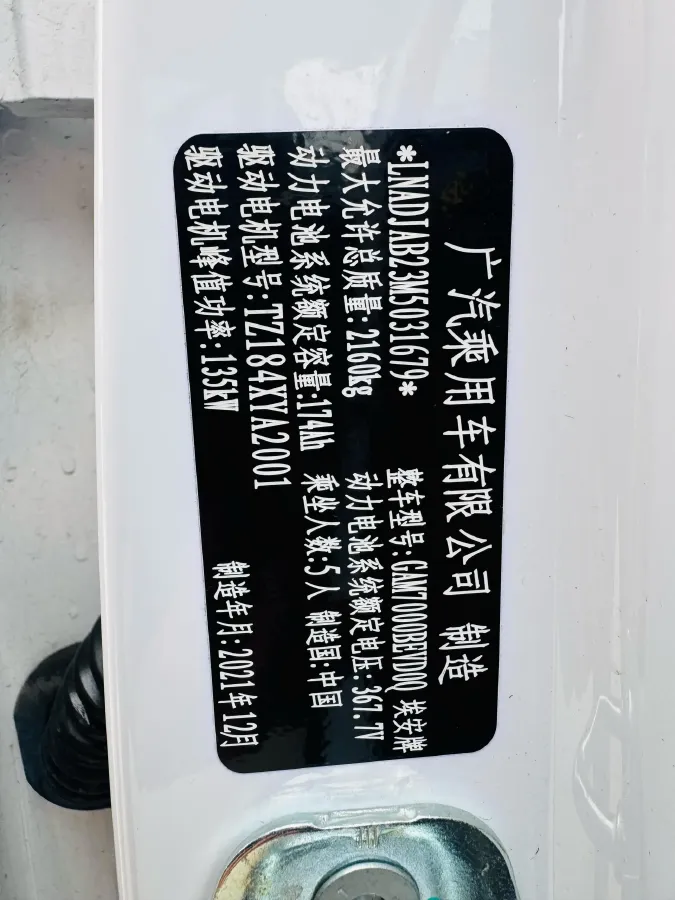 广汽乘用车有限公司 制造
*LNADJAB23M5031679* 整车型号:GAM7000BEVD0Q 埃安牌
最大允许总质量:2160kg 动力电池系统额定电压:367.7V
动力电池系统额定容量:174Ah 乘坐人数:5人 制造国:中国
驱动电机型号:TZ184XYA2001
驱动电机峰值功率:135kW 制造年月:2021年12月